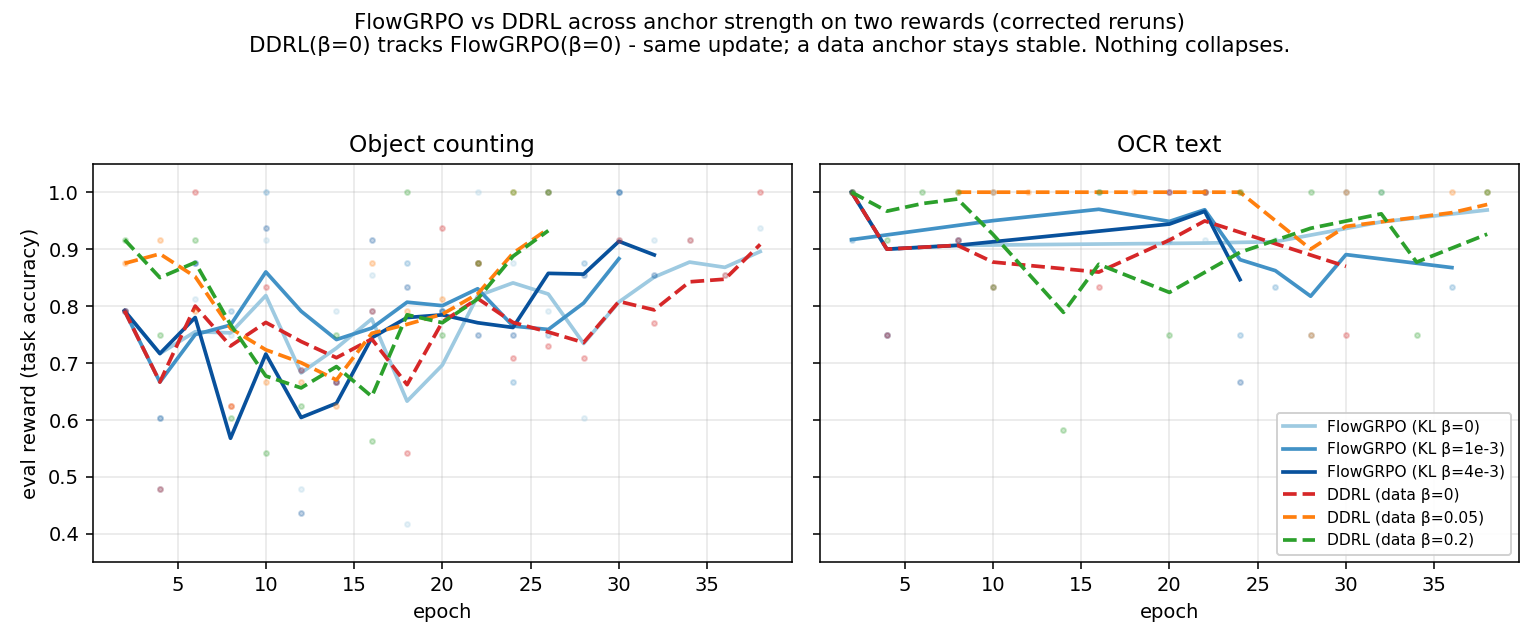 FlowGRPO vs DDRL across anchor strength on two rewards (corrected reruns)
DDRL(β=0) tracks FlowGRPO(β=0) - same update; a data anchor stays stable. Nothing collapses.
Object counting
OCR text
eval reward (task accuracy)
1.0
0.9
0.8
0.7
0.6
0.5
0.4
5 10 15 20 25 30 35
epoch
5 10 15 20 25 30 35
epoch
FlowGRPO (KL β=0)
FlowGRPO (KL β=1e-3)
FlowGRPO (KL β=4e-3)
DDRL (data β=0)
DDRL (data β=0.05)
DDRL (data β=0.2)